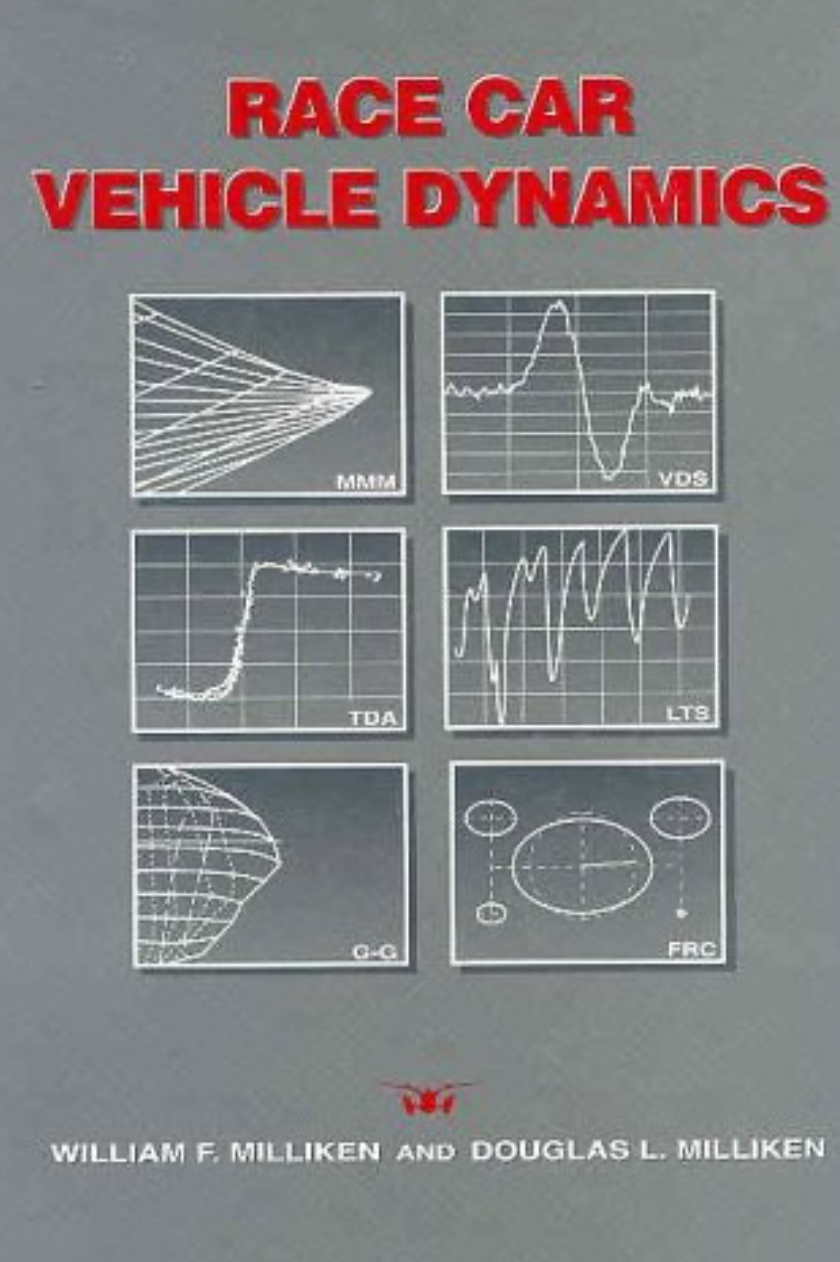 RACE CAR
VEHICLE DYNAMICS
MMM
VDS
TDA
LTS
G-G
FRC
WILLIAM F. MILLIKEN AND DOUGLAS L. MILLIKEN